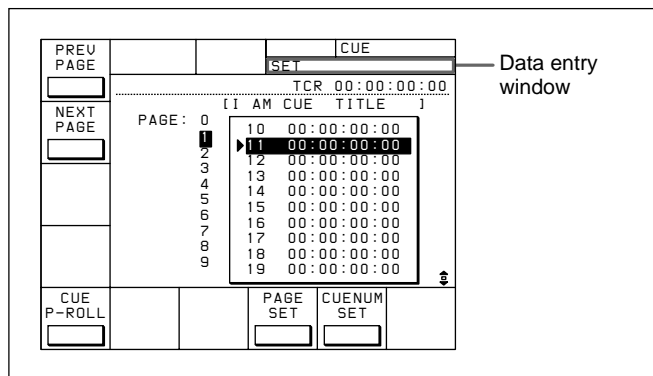 PREV PAGE
CUE
SET
Data entry window
TCR 00:00:00:00
NEXT PAGE
[I AM CUE TITLE ]
PAGE: 0
1
2
3
4
5
6
7
8
9
10 00:00:00:00
11 00:00:00:00
12 00:00:00:00
13 00:00:00:00
14 00:00:00:00
15 00:00:00:00
16 00:00:00:00
17 00:00:00:00
18 00:00:00:00
19 00:00:00:00
CUE P-ROLL
PAGE SET
CUENUM SET